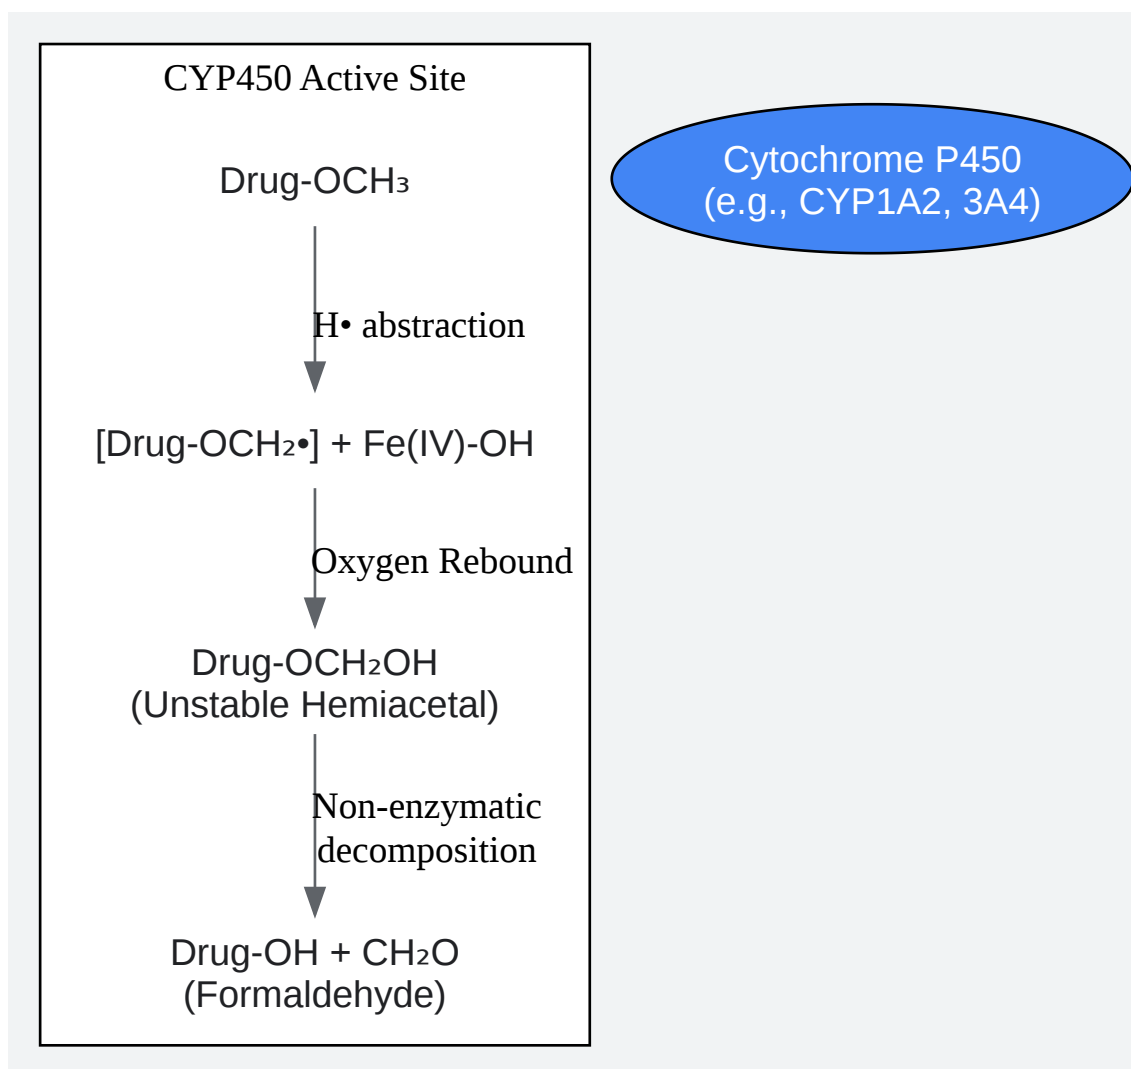 CYP450 Active Site
Drug-OCH₃
H• abstraction
[Drug-OCH₂•] + Fe(IV)-OH
Oxygen Rebound
Drug-OCH₂OH
(Unstable Hemiacetal)
Non-enzymatic
decomposition
Drug-OH + CH₂O
(Formaldehyde)
Cytochrome P450
(e.g., CYP1A2, 3A4)